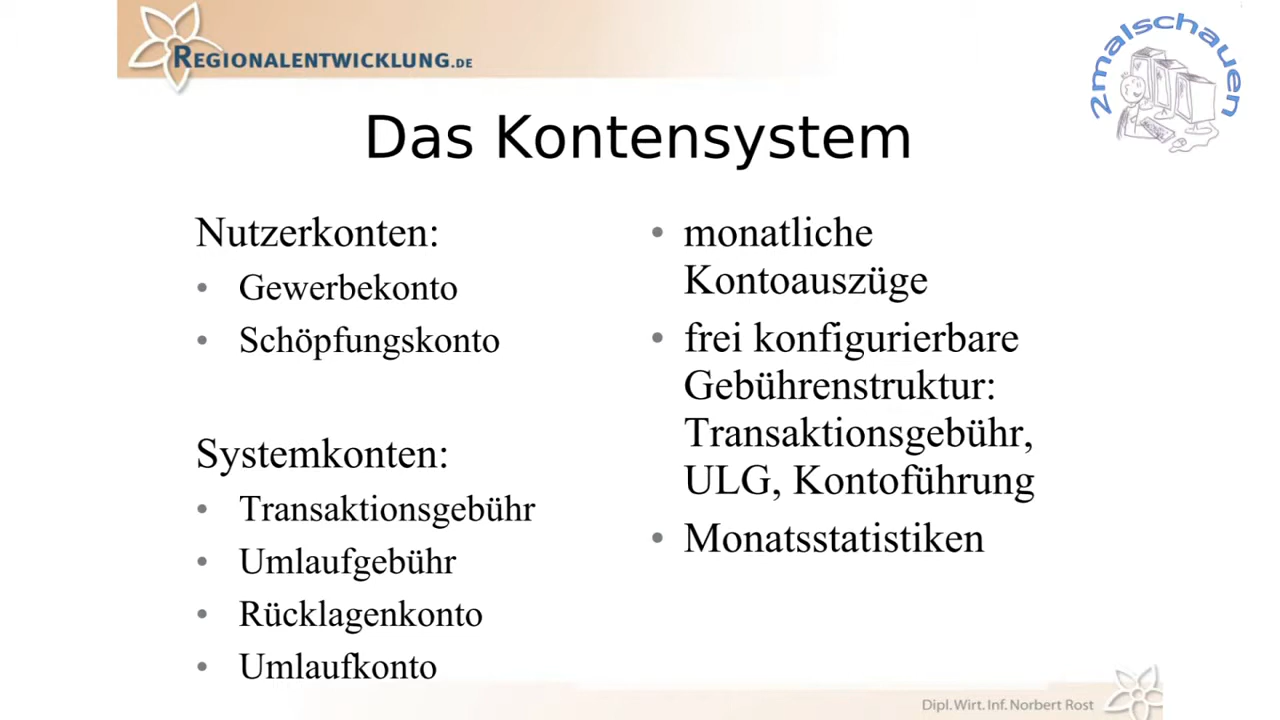 REGIONALENTWICKLUNG.DE
2malschauen
Das Kontensystem
Nutzerkonten:
• Gewerbekonto
• Schöpfungskonto
Systemkonten:
• Transaktionsgebühr
• Umlaufgebühr
• Rücklagenkonto
• Umlaufkonto
• monatliche
Kontoauszüge
• frei konfigurierbare
Gebührenstruktur:
Transaktionsgebühr,
ULG, Kontoführung
• Monatsstatistiken
Dipl. Wirt. Inf. Norbert Rost